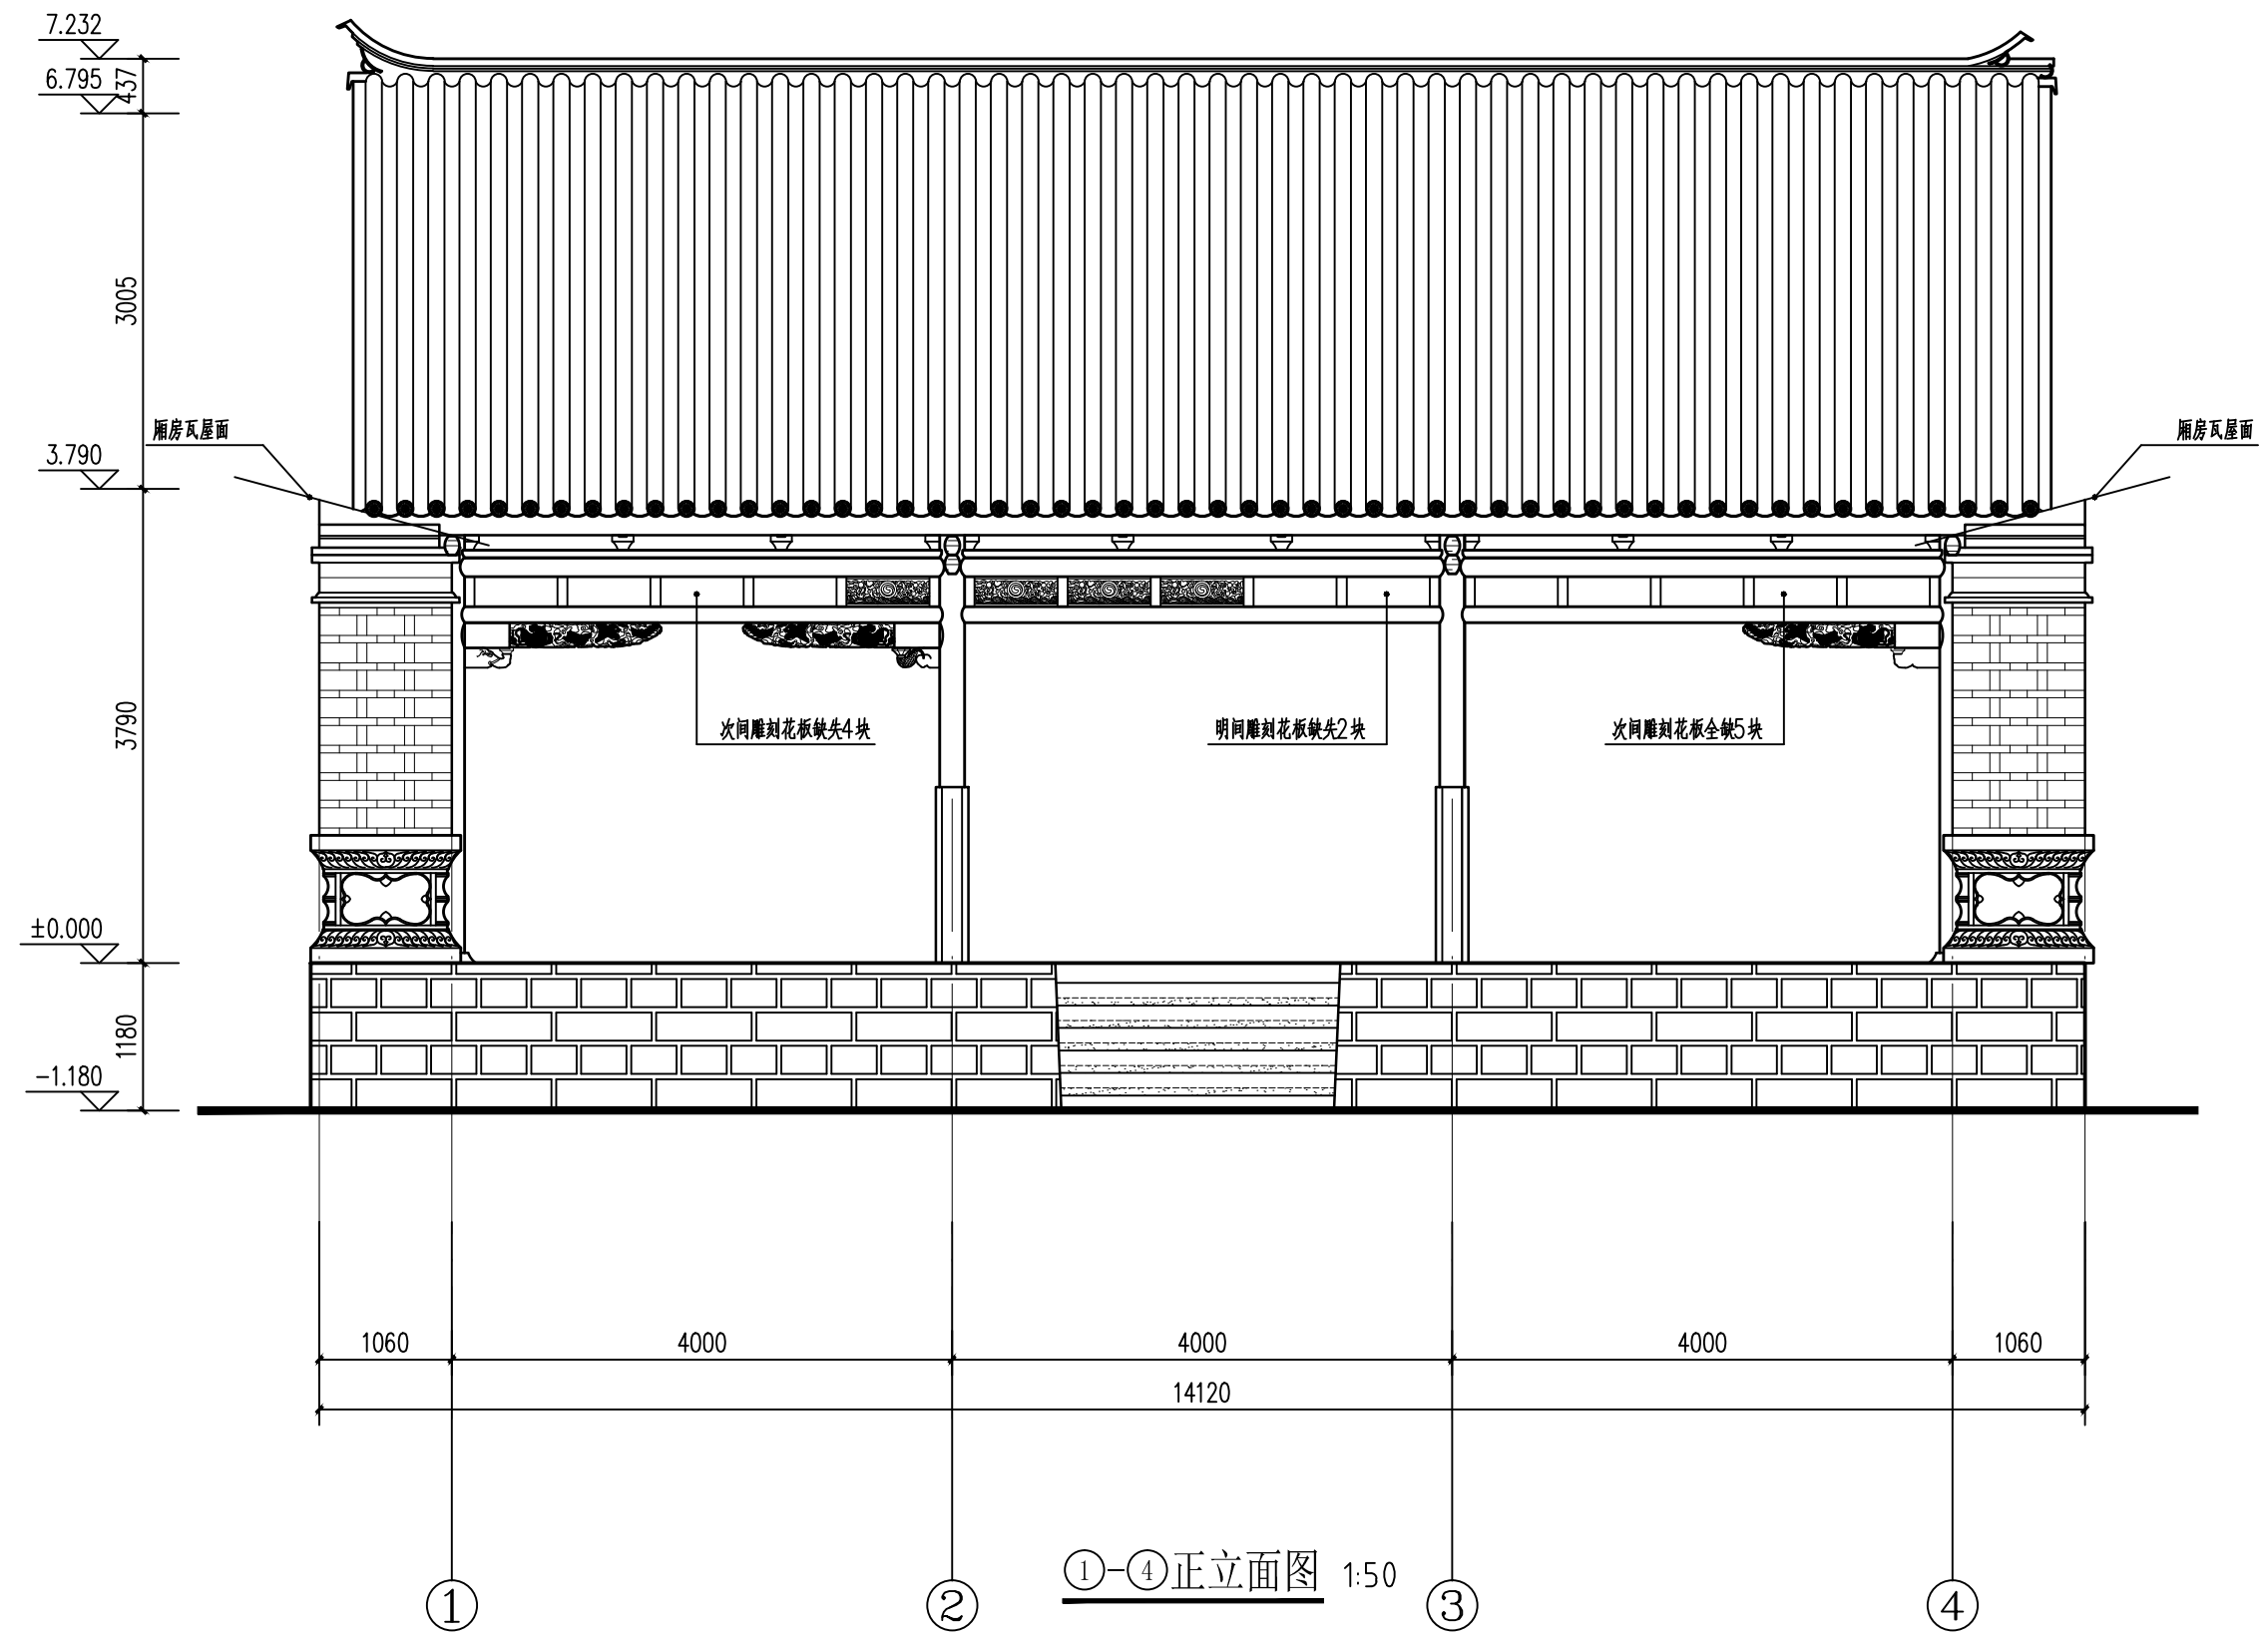 7.232
6.795
437
3005
厢房瓦屋面
厢房瓦屋面
3.790
次间雕刻花板缺失4块
明间雕刻花板缺失2块
次间雕刻花板全缺5块
3790
±0.000
1180
-1.180
1060 4000 4000 4000 1060
14120
①-④正立面图 1:50
① ② ③ ④